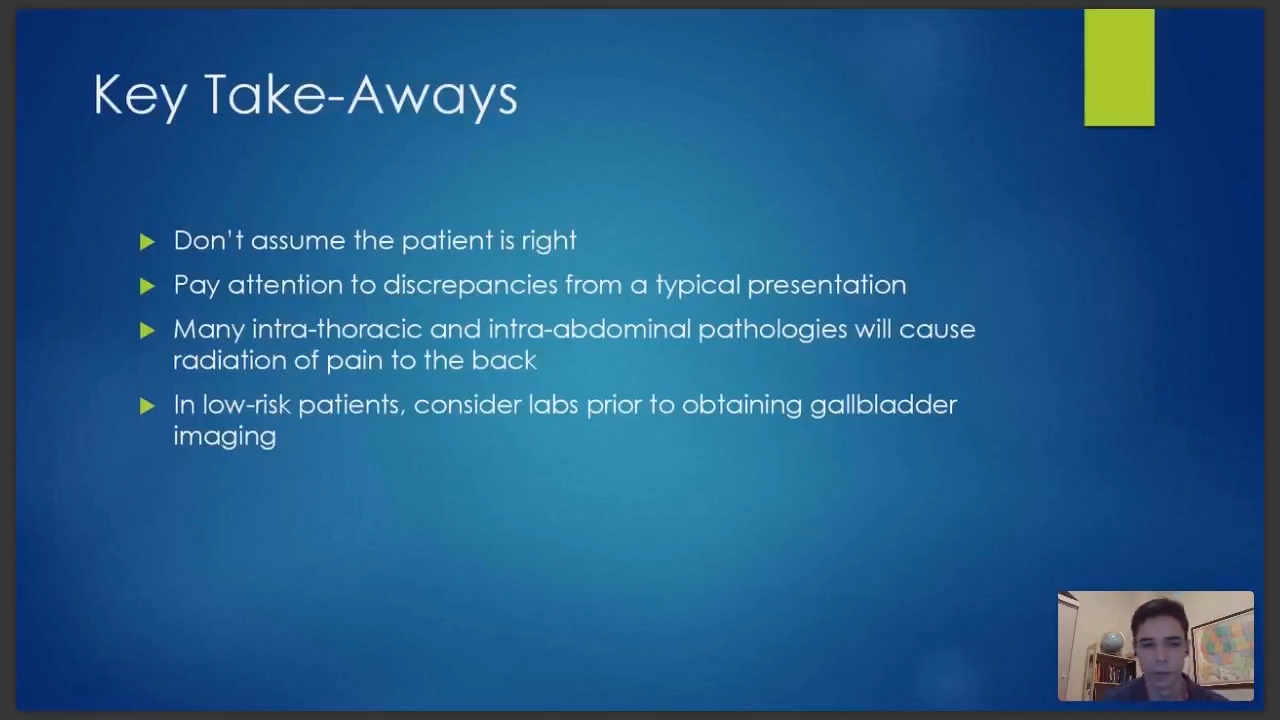 Key Take-Aways
Don't assume the patient is right
Pay attention to discrepancies from a typical presentation
Many intra-thoracic and intra-abdominal pathologies will cause
radiation of pain to the back
In low-risk patients, consider labs prior to obtaining gallbladder
imaging